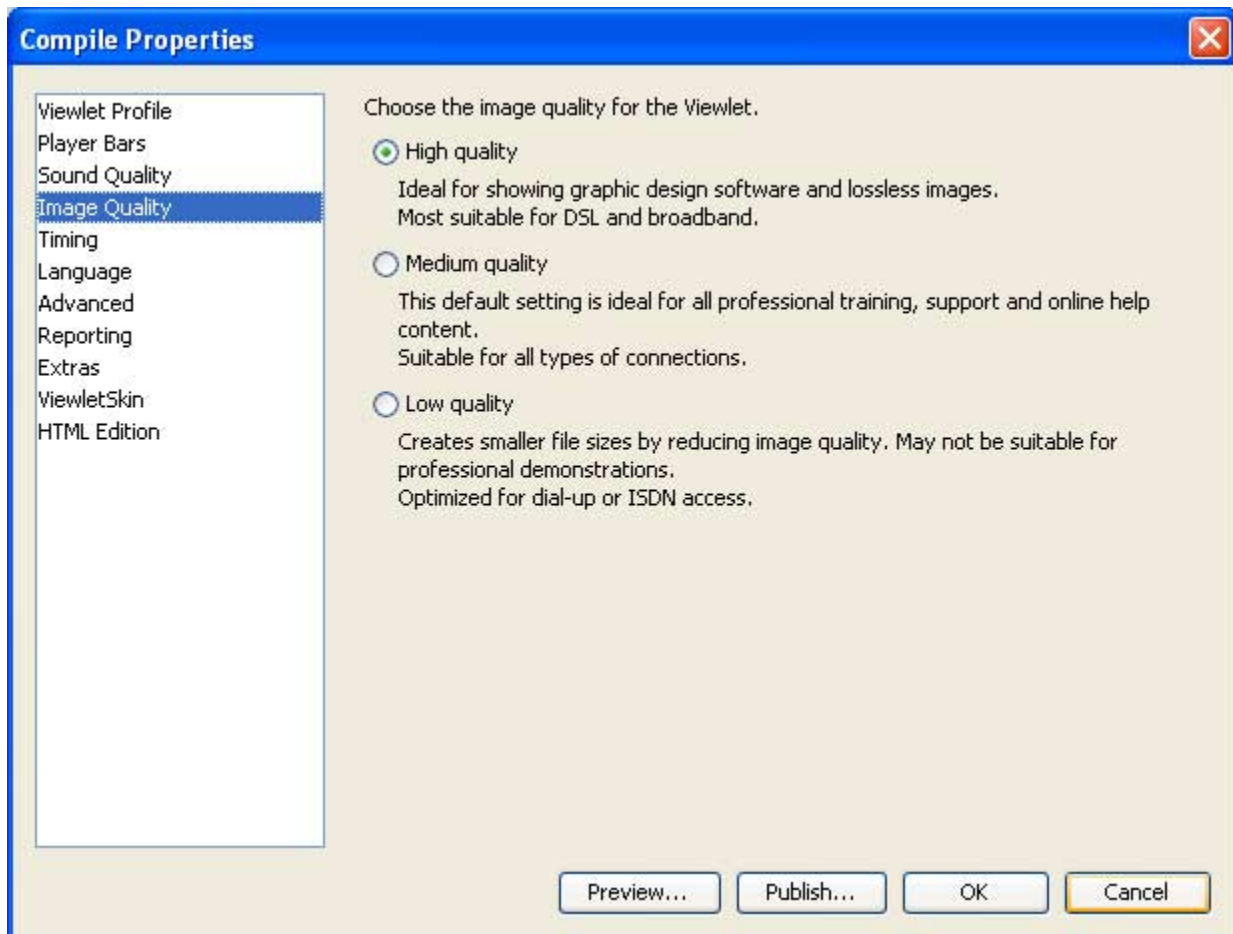 Compile Properties
Viewlet Profile
Player Bars
Sound Quality
Image Quality
Timing
Language
Advanced
Reporting
Extras
ViewletSkin
HTML Edition
Choose the image quality for the Viewlet.
High quality
Ideal for showing graphic design software and lossless images.
Most suitable for DSL and broadband.
Medium quality
This default setting is ideal for all professional training, support and online help
content.
Suitable for all types of connections.
Low quality
Creates smaller file sizes by reducing image quality. May not be suitable for
professional demonstrations.
Optimized for dial-up or ISDN access.
Preview...
Publish...
OK
Cancel